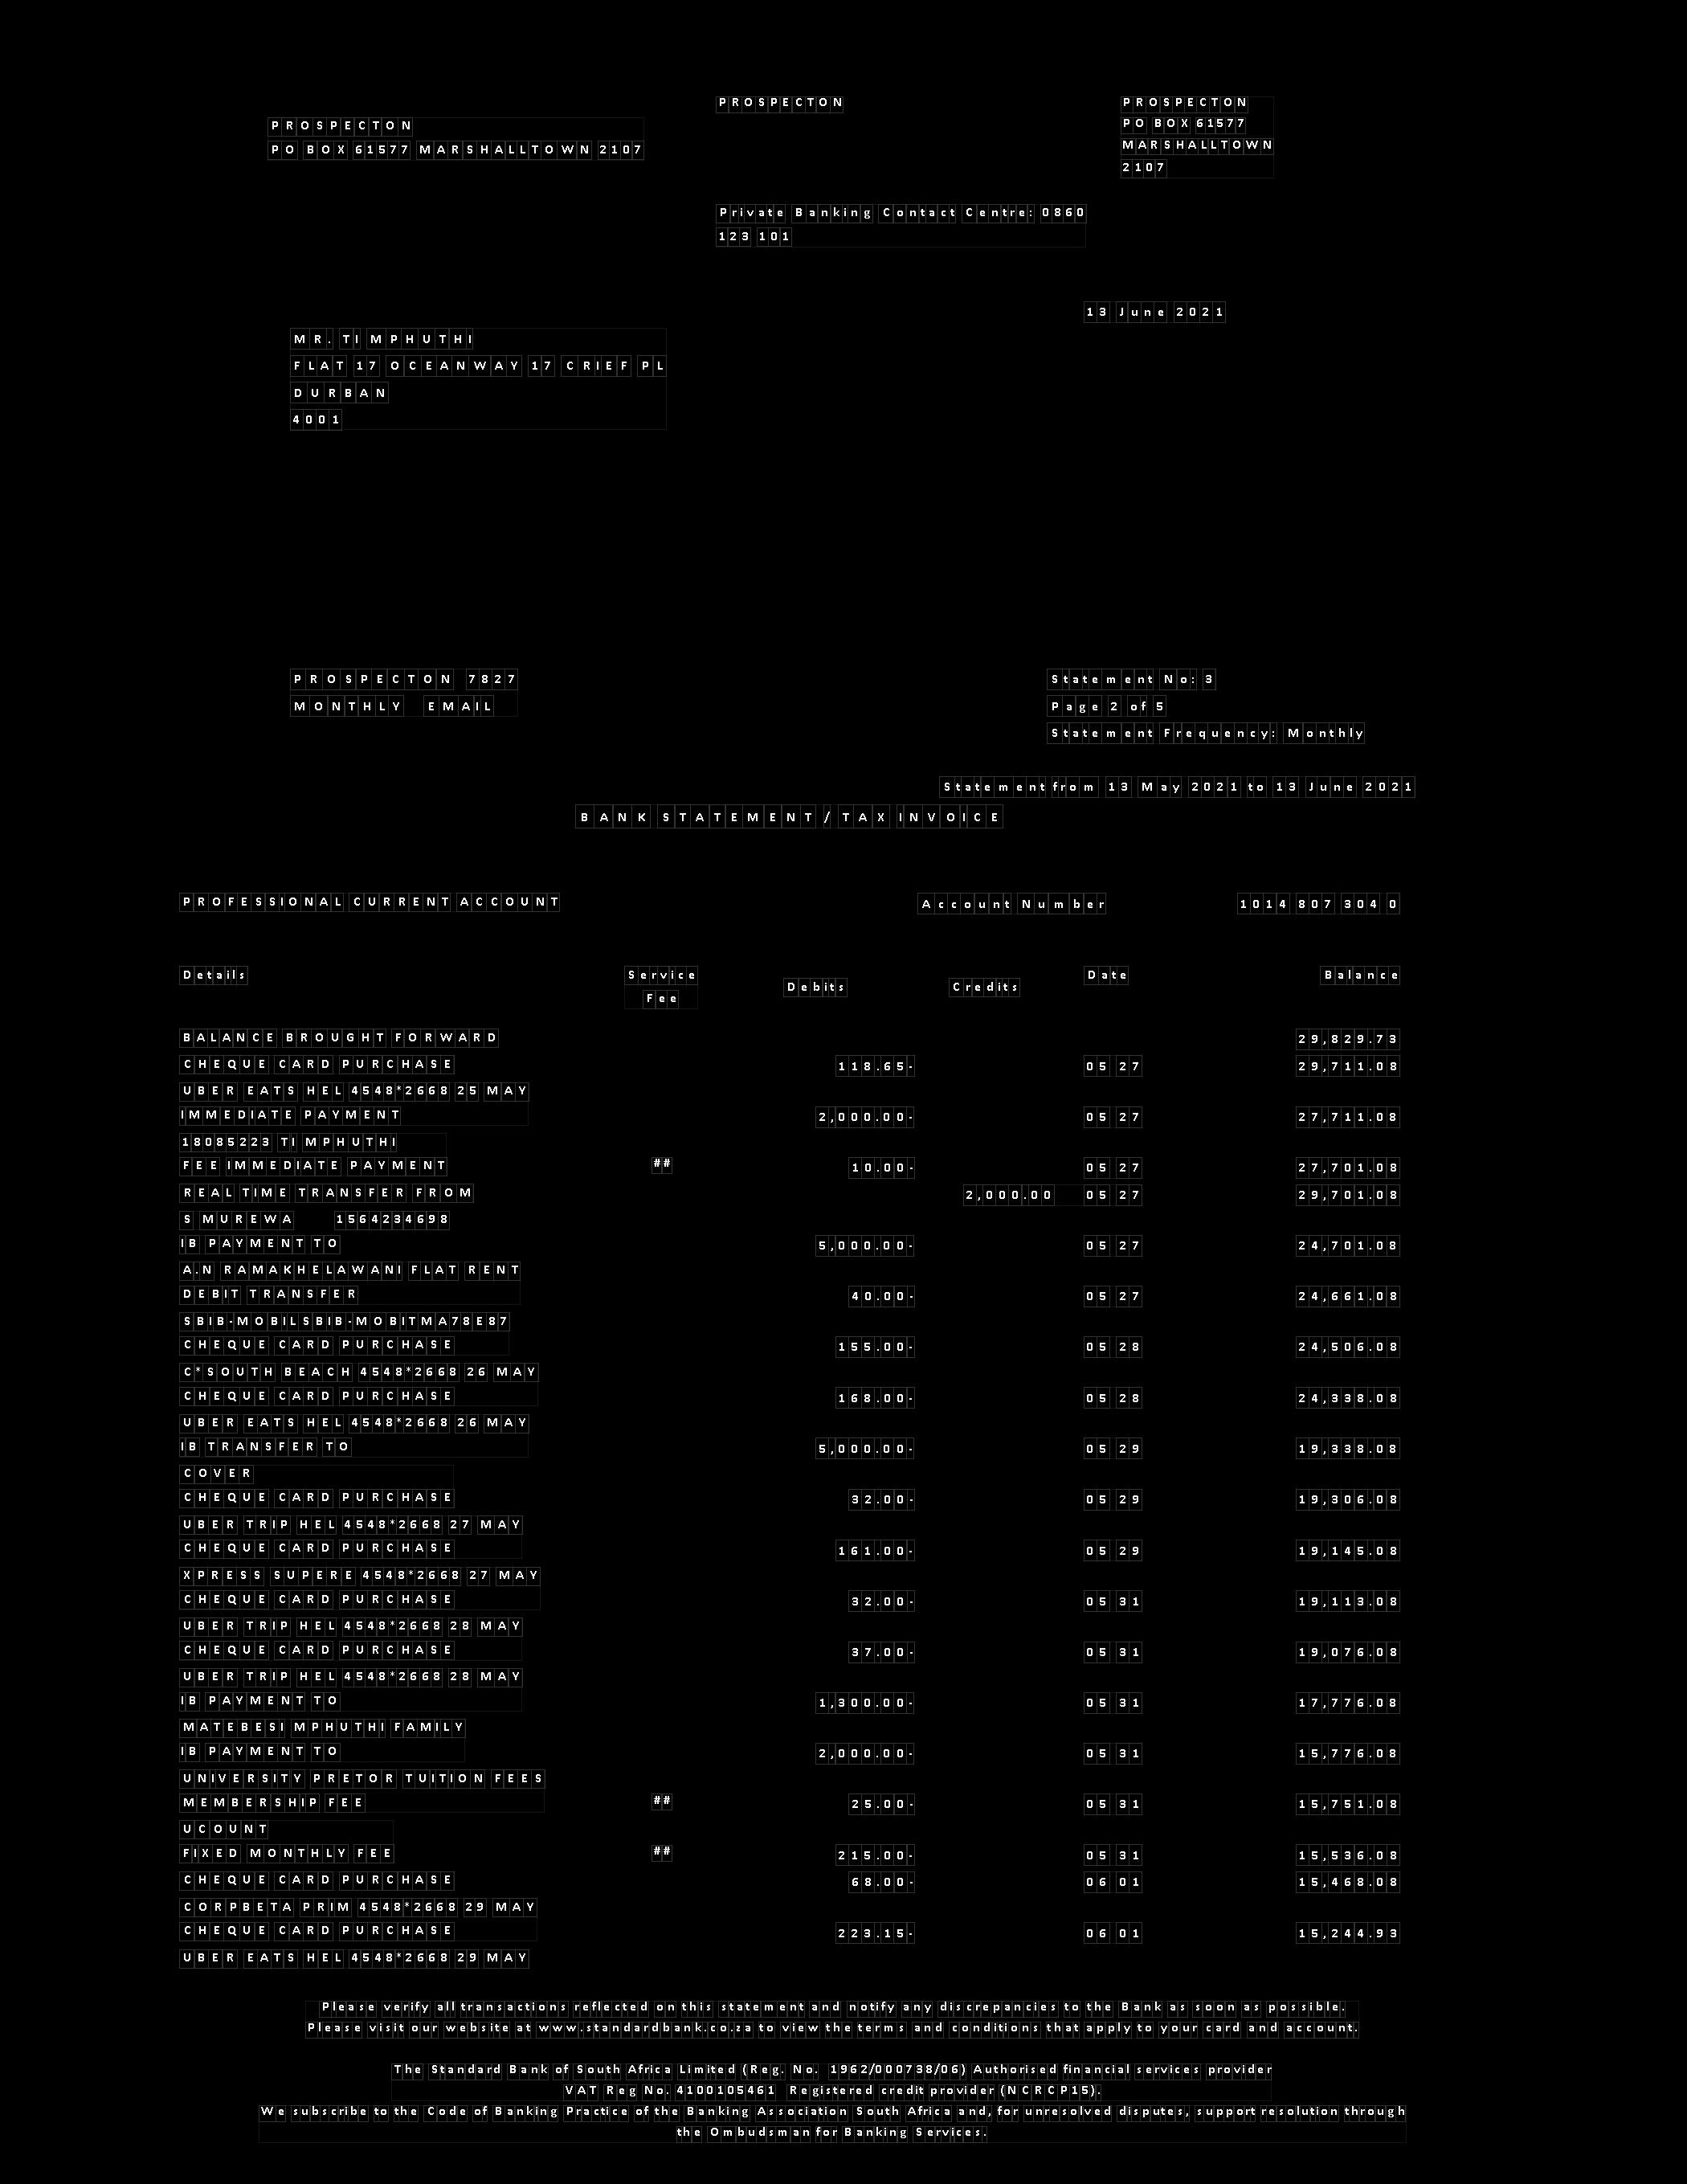 PROSPECTON
PO BOX 61577 MARSHALLTOWN 2107
PROSPECTON
PROSPECTON
PO BOX 61577
MARSHALLTOWN
2107
Private Banking Contact Centre: 0860
123 101
13 June 2021
MR. TI MPHUTHI
FLAT 17 OCEANWAY 17 CRIEF PL
DURBAN
4001
PROSPECTON 7827
MONTHLY EMAIL
Statement No: 3
Page 2 of 5
Statement Frequency: Monthly
Statement from 13 May 2021 to 13 June 2021
BANK STATEMENT / TAX INVOICE
PROFESSIONAL CURRENT ACCOUNT Account Number 1014 807 304 0
Details Service Fee Debits Credits Date Balance
BALANCE BROUGHT FORWARD 29,829.73
CHEQUE CARD PURCHASE 118.65- 05 27 29,711.08
UBER EATS HEL 4548*2668 25 MAY
IMMEDIATE PAYMENT 2,000.00- 05 27 27,711.08
18085223 TI MPHUTHI
FEE IMMEDIATE PAYMENT ## 10.00- 05 27 27,701.08
REAL TIME TRANSFER FROM 2,000.00 05 27 29,701.08
S MUREWA 1564234698
IB PAYMENT TO 5,000.00- 05 27 24,701.08
A.N RAMAKHELAWANI FLAT RENT
DEBIT TRANSFER 40.00- 05 27 24,661.08
SBIB-MOBILSBIB-MOBITMA78E87
CHEQUE CARD PURCHASE 155.00- 05 28 24,506.08
C*SOUTH BEACH 4548*2668 26 MAY
CHEQUE CARD PURCHASE 168.00- 05 28 24,338.08
UBER EATS HEL 4548*2668 26 MAY
IB TRANSFER TO 5,000.00- 05 29 19,338.08
COVER
CHEQUE CARD PURCHASE 32.00- 05 29 19,306.08
UBER TRIP HEL 4548*2668 27 MAY
CHEQUE CARD PURCHASE 161.00- 05 29 19,145.08
XPRESS SUPERE 4548*2668 27 MAY
CHEQUE CARD PURCHASE 32.00- 05 31 19,113.08
UBER TRIP HEL 4548*2668 28 MAY
CHEQUE CARD PURCHASE 37.00- 05 31 19,076.08
UBER TRIP HEL 4548*2668 28 MAY
IB PAYMENT TO 1,300.00- 05 31 17,776.08
MATEBESI MPHUTHI FAMILY
IB PAYMENT TO 2,000.00- 05 31 15,776.08
UNIVERSITY PRETOR TUITION FEES
MEMBERSHIP FEE ## 25.00- 05 31 15,751.08
UCOUNT
FIXED MONTHLY FEE ## 215.00- 05 31 15,536.08
CHEQUE CARD PURCHASE 68.00- 06 01 15,468.08
CORPBETA PRIM 4548*2668 29 MAY
CHEQUE CARD PURCHASE 223.15- 06 01 15,244.93
UBER EATS HEL 4548*2668 29 MAY
Please verify all transactions reflected on this statement and notify any discrepancies to the Bank as soon as possible.
Please visit our website at www.standardbank.co.za to view the terms and conditions that apply to your card and account.
The Standard Bank of South Africa Limited (Reg. No. 1962/000738/06) Authorised financial services provider
VAT Reg No. 4100105461 Registered credit provider (NCRCP15).
We subscribe to the Code of Banking Practice of the Banking Association South Africa and, for unresolved disputes, support resolution through
the Ombudsman for Banking Services.